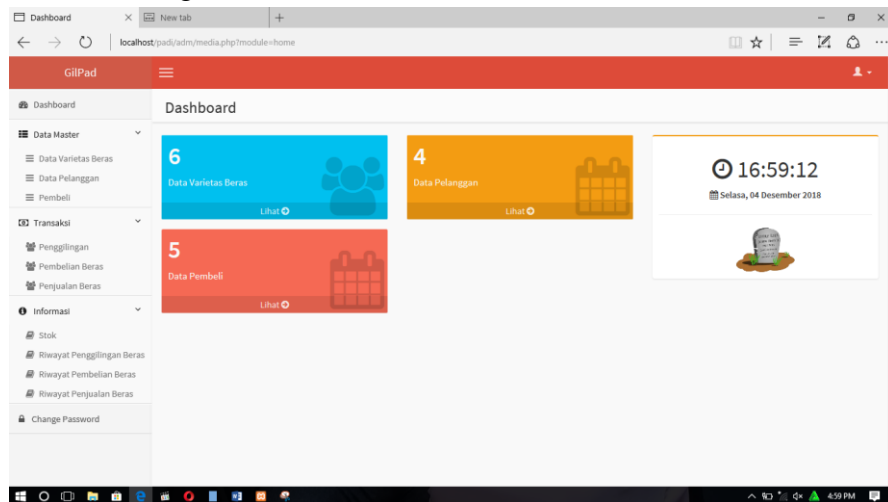 Dashboard
New tab
localhost/padi/adm/media.php?module=home
GilPad
Dashboard
Data Master
Data Varietas Beras
Data Pelanggan
Pembeli
Transaksi
Penggilingan
Pembelian Beras
Penjualan Beras
Informasi
Stok
Riwayat Penggilingan Beras
Riwayat Pembelian Beras
Riwayat Penjualan Beras
Change Password
Dashboard
6
Data Varietas Beras
Lihat
4
Data Pelanggan
Lihat
5
Data Pembeli
Lihat
16:59:12
Selasa, 04 Desember 2018
4:59 PM